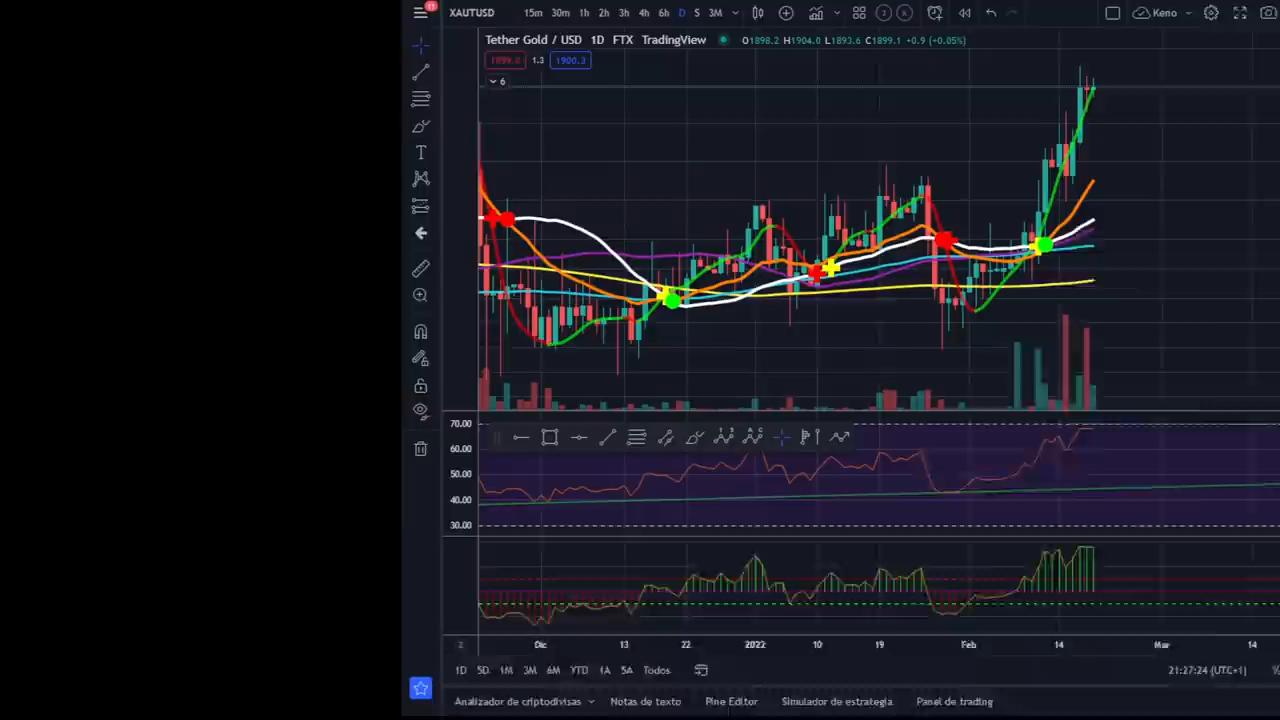 11
XAUTUSD 15m 30m 1h 2h 3h 4h 6h D S 3M Keno
Tether Gold / USD 1D FTX TradingView O1898.2 H1904.0 L1893.6 C1899.1 +0.9 (+0.05%)
1899.0 1.3 1900.3
6
70.00
60.00
50.00
40.00
30.00
Dic 13 22 2022 10 19 Feb 14 Mar 14
1D 5D 1M 3M 6M YTD 1A 5A Todos 21:27:24 (UTC+1) %
Analizador de criptodivisas Notas de texto Pine Editor Simulador de estrategia Panel de trading